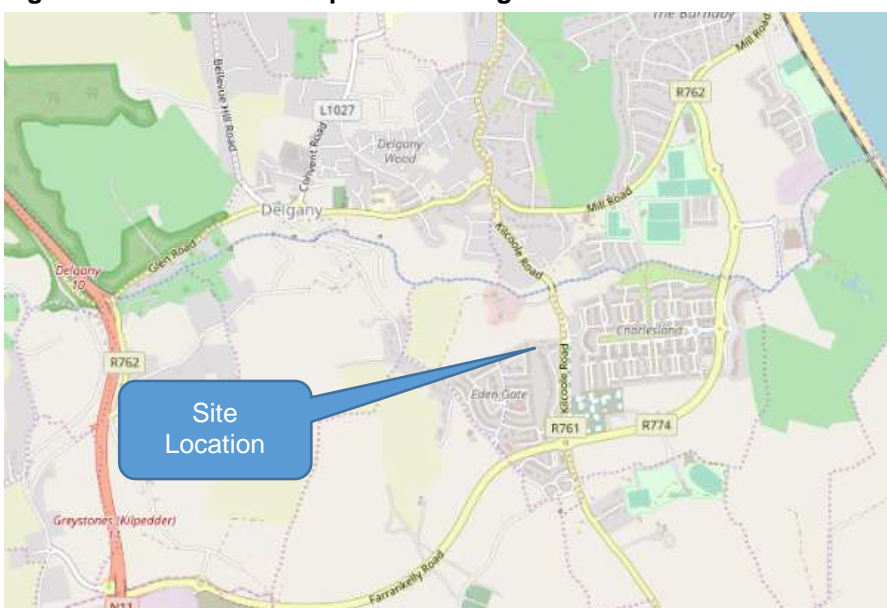 The Burnaby
Mill Road
R762
Bellevue Hill Road
L1027
Convent Road
Delgany
Wood
Delgany
Mill Road
Glen Road
Kilcoole Road
Delgany
10
R762
Charlesland
Kilcoole Road
Site
Location
Eden Gate
R761
R774
Greystones (Kilpedder)
Farrankelly Road
N11